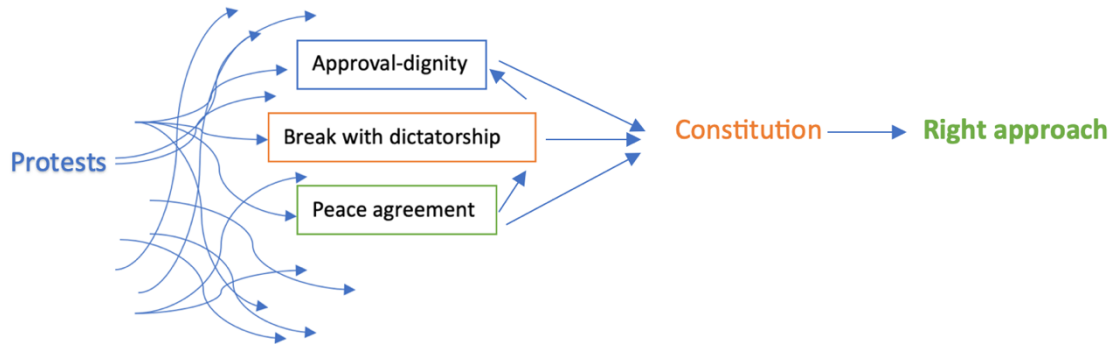 Protests
Approval-dignity
Break with dictatorship
Peace agreement
Constitution
Right approach